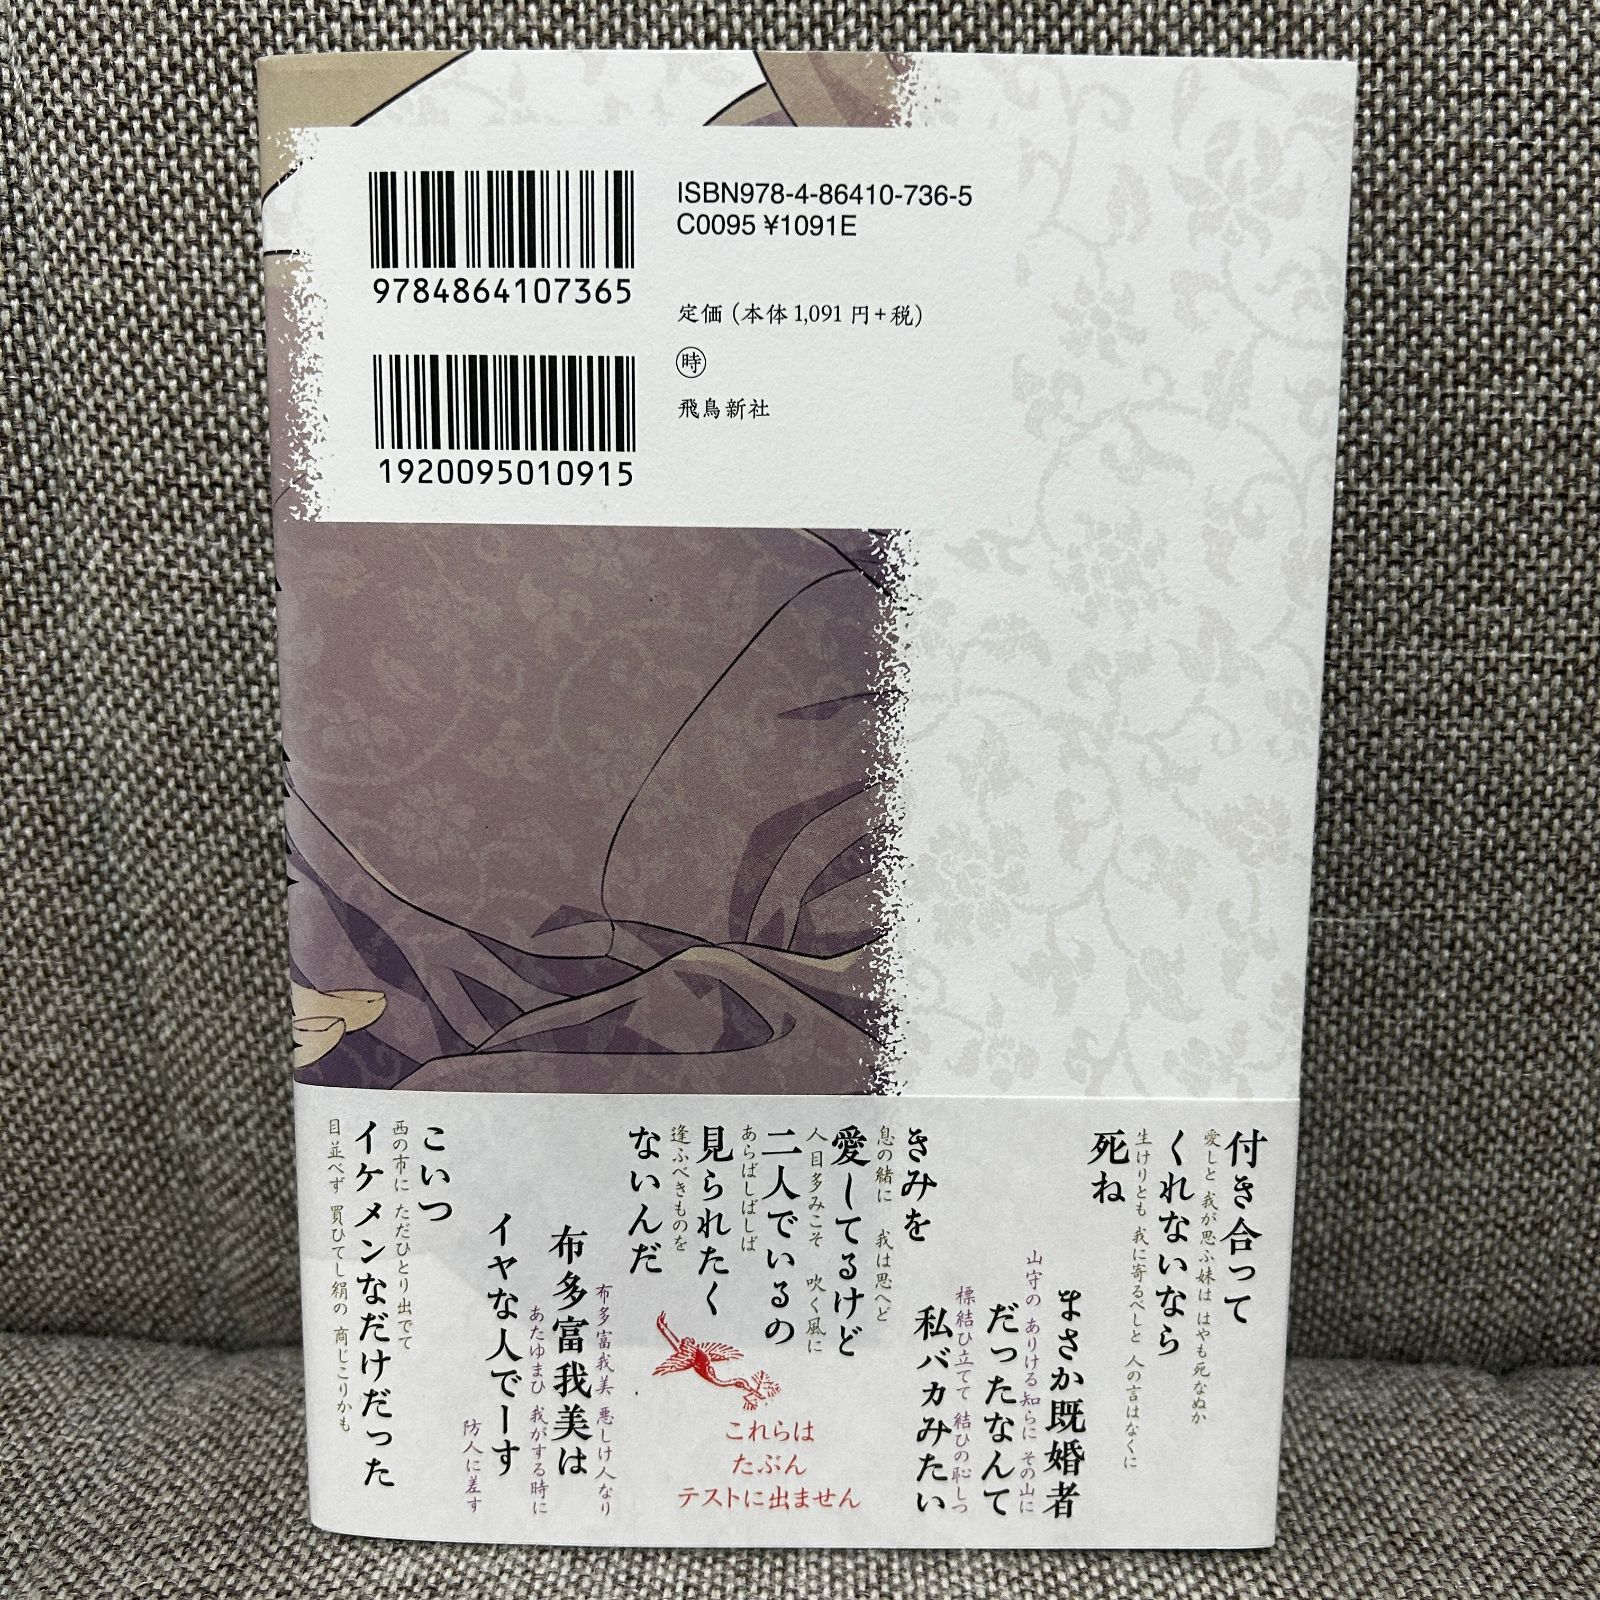 ISBN978-4-86410-736-5
C0095 ¥1091E
9784864107365
定価 (本体 1,091 円+税)
時
飛鳥新社
1920095010915
付き合って
愛しと 我が思ふ妹は はやも死なぬか
くれないなら
生けりとも 我に寄るべしと 人の言はなくに
死ね
まさか既婚者
山守の ありける知らに その山に
だったなんて
標結ひ立てて 結ひの恥しつ
私バカみたい
きみを
息の緒に 我は思へど
愛してるけど
人目多みこそ 吹く風に
二人でいるの
あらばしばしば
見られたく
逢ふべきものを
ないんだ
これらは
たぶん
テストに出ません
布多富我美 悪しけ人なり
布多富我美は
あたゆまひ 我がする時に
イヤな人でーす
防人に差す
こいつ
西の市に ただひとり出でて
イケメンなだけだった
目並べず 買ひてし絹の 商じこりかも